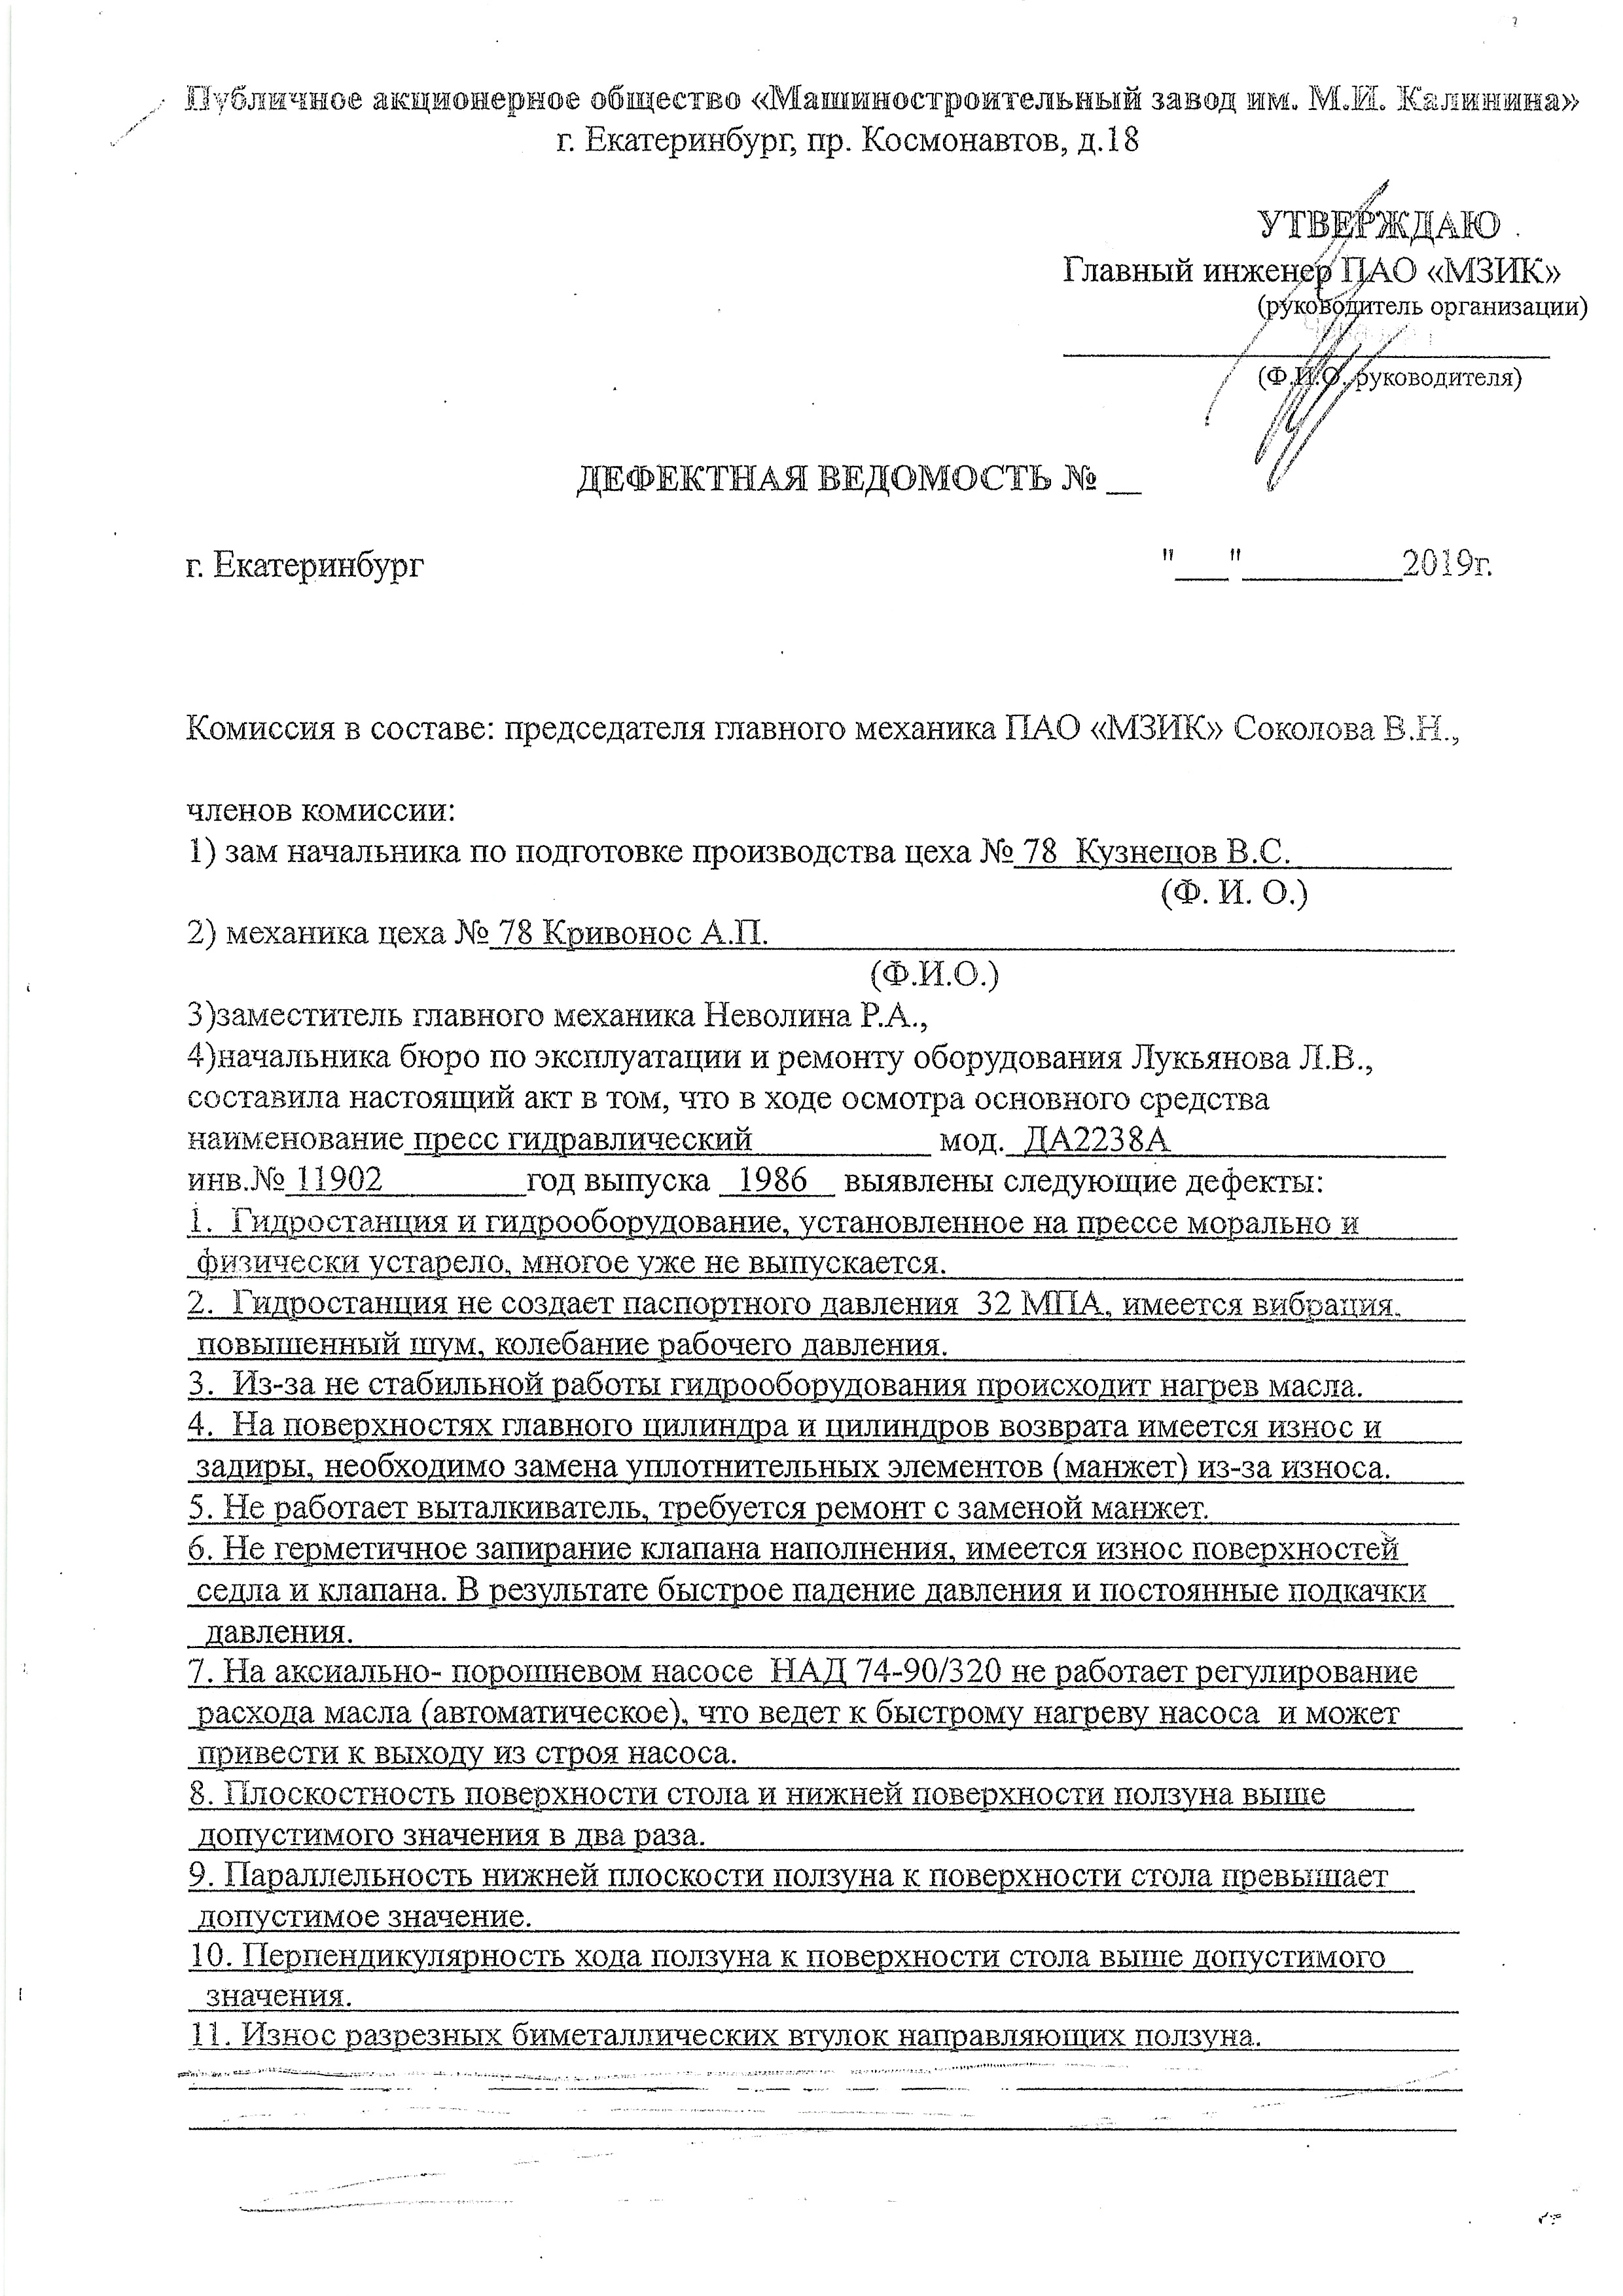 Публичное акционерное общество «Машиностроительный завод им. М.И. Калинина»
г. Екатеринбург, пр. Космонавтов, д.18
УТВЕРЖДАЮ
Главный инженер ПАО «МЗИК»
(руководитель организации)
(Ф.И.О. руководителя)
ДЕФЕКТНАЯ ВЕДОМОСТЬ № __
г. Екатеринбург "___"_________2019г.
Комиссия в составе: председателя главного механика ПАО «МЗИК» Соколова В.Н.,
членов комиссии:
1) зам начальника по подготовке производства цеха № 78 Кузнецов В.С.
(Ф. И. О.)
2) механика цеха № 78 Кривонос А.П.
(Ф.И.О.)
3)заместитель главного механика Неволина Р.А.,
4)начальника бюро по эксплуатации и ремонту оборудования Лукьянова Л.В.,
составила настоящий акт в том, что в ходе осмотра основного средства
наименование пресс гидравлический мод. ДА2238А
инв.№ 11902 год выпуска 1986 выявлены следующие дефекты:
1. Гидростанция и гидрооборудование, установленное на прессе морально и
физически устарело, многое уже не выпускается.
2. Гидростанция не создает паспортного давления 32 МПА, имеется вибрация.
повышенный шум, колебание рабочего давления.
3. Из-за не стабильной работы гидрооборудования происходит нагрев масла.
4. На поверхностях главного цилиндра и цилиндров возврата имеется износ и
задиры, необходимо замена уплотнительных элементов (манжет) из-за износа.
5. Не работает выталкиватель, требуется ремонт с заменой манжет.
6. Не герметичное запирание клапана наполнения, имеется износ поверхностей
седла и клапана. В результате быстрое падение давления и постоянные подкачки
давления.
7. На аксиально- порошневом насосе НАД 74-90/320 не работает регулирование
расхода масла (автоматическое), что ведет к быстрому нагреву насоса и может
привести к выходу из строя насоса.
8. Плоскостность поверхности стола и нижней поверхности ползуна выше
допустимого значения в два раза.
9. Параллельность нижней плоскости ползуна к поверхности стола превышает
допустимое значение.
10. Перпендикулярность хода ползуна к поверхности стола выше допустимого
значения.
11. Износ разрезных биметаллических втулок направляющих ползуна.